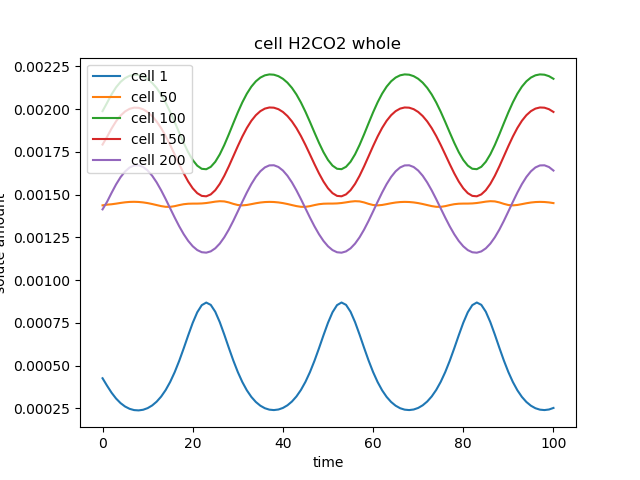 cell H2CO2 whole
cell 1
cell 50
cell 100
cell 150
cell 200
0.00225
0.00200
0.00175
0.00150
0.00125
0.00100
0.00075
0.00050
0.00025
solute amount
0 20 40 60 80 100
time